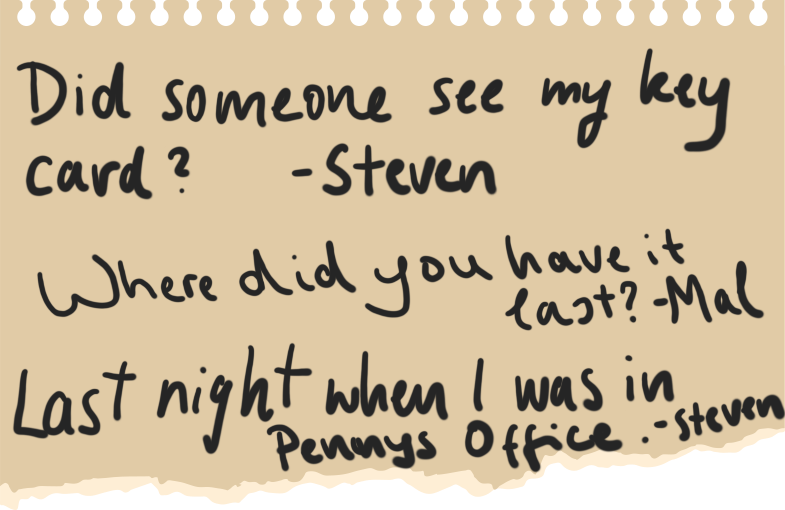 Did someone see my key
card? -Steven
Where did you have it
last? -Mal
Last night when I was in
Pennys Office. -Steven